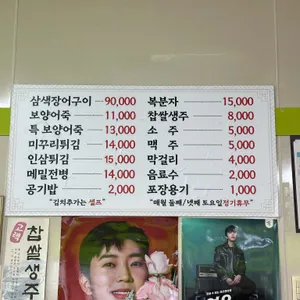 삼색장어구이 90,000
보양어죽 11,000
특 보양어죽 13,000
미꾸리튀김 14,000
인삼튀김 15,000
메밀전병 14,000
공기밥 2,000
"김치추가는 셀프"
복분자 15,000
찹쌀생주 8,000
소 주 5,000
맥 주 5,000
막걸리 4,000
음료수 2,000
포장용기 1,000
"매월 둘째/넷째 토요일정기휴무"
찹쌀생주